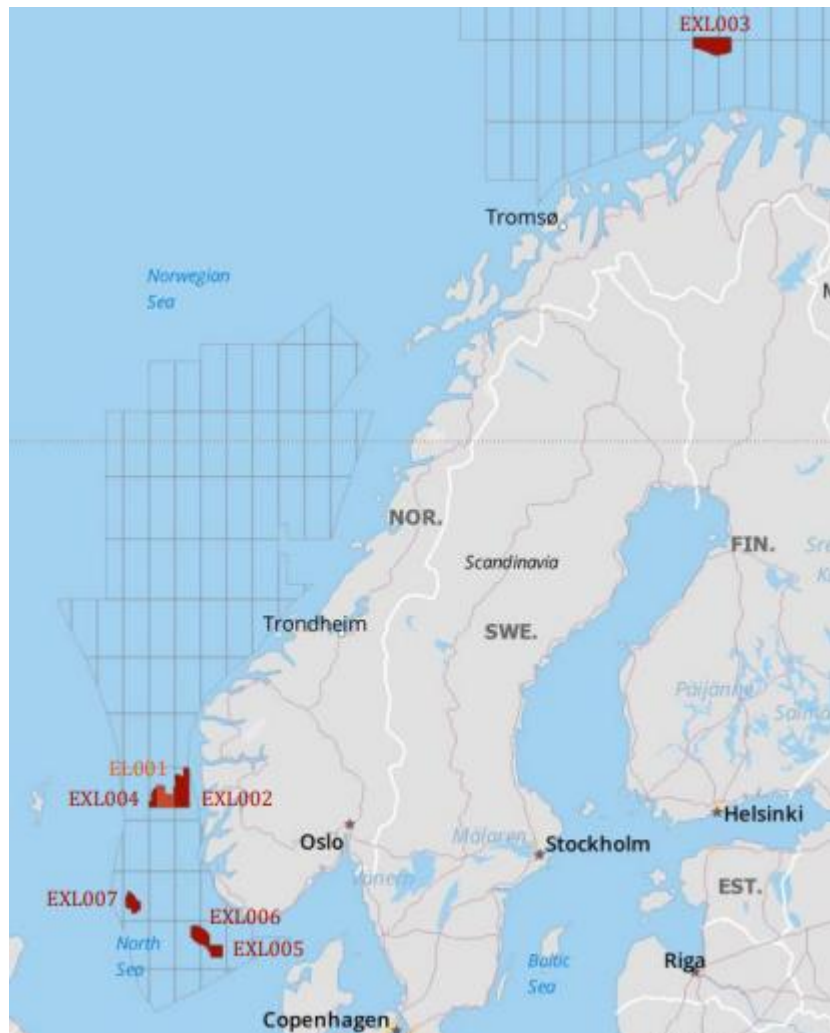 EXL003
Tromsø
Norwegian
Sea
NOR.
FIN.
Scandinavia
Trondheim
SWE.
Päijänne
EL001
EXL004
EXL002
Helsinki
Oslo
Mälaren
Stockholm
Vänern
EST.
EXL007
EXL006
North
Sea
EXL005
Baltic
Sea
Riga
Copenhagen